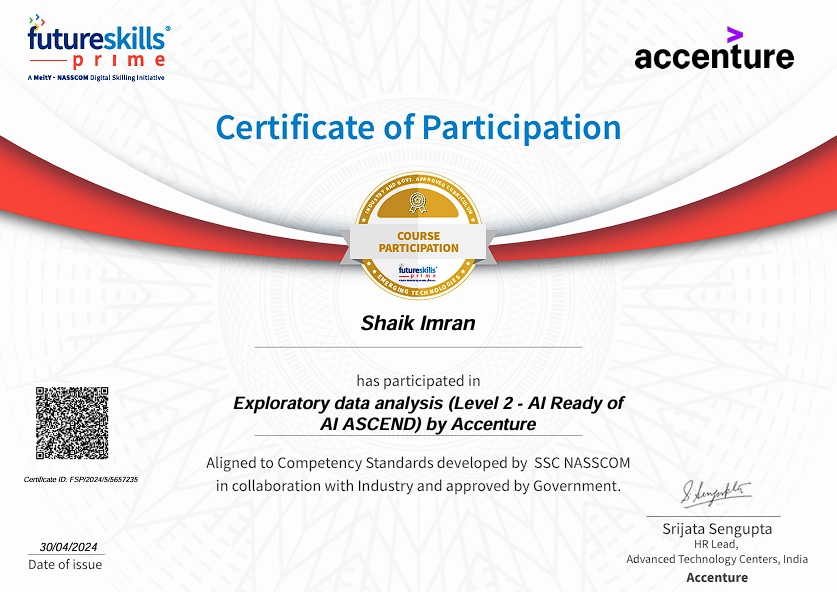 futureskills®
prime
A MeitY - NASSCOM Digital Skilling Initiative
accenture
Certificate of Participation
INDUSTRY AND GOVT. APPROVED CURRICULUM
COURSE
PARTICIPATION
futureskills
prime
EMERGING TECHNOLOGIES
Shaik Imran
has participated in
Exploratory data analysis (Level 2 - AI Ready of
AI ASCEND) by Accenture
Aligned to Competency Standards developed by SSC NASSCOM
in collaboration with Industry and approved by Government.
Certificate ID: FSP/2024/5/5657235
30/04/2024
Date of issue
S Sengupta
Srijata Sengupta
HR Lead,
Advanced Technology Centers, India
Accenture